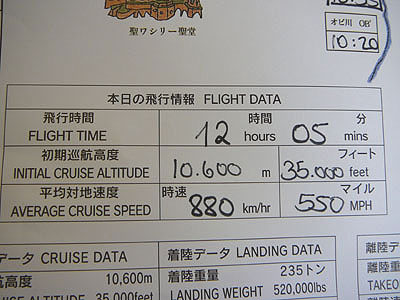 聖ワシリー聖堂
オビ川 OB'
10:20
本日の飛行情報 FLIGHT DATA
飛行時間 時間 分
FLIGHT TIME 12 hours 05 mins
初期巡航高度 フィート
INITIAL CRUISE ALTITUDE 10.600 m 35.000 feet
平均対地速度 時速 マイル
AVERAGE CRUISE SPEED 880 km/hr 550 MPH
データ CRUISE DATA
着陸データ LANDING DATA
離陸デ
航高度 10,600m
着陸重量 235トン
離陸
ALTITUDE 35,000feet
LANDING WEIGHT 520,000lbs
TAKEO